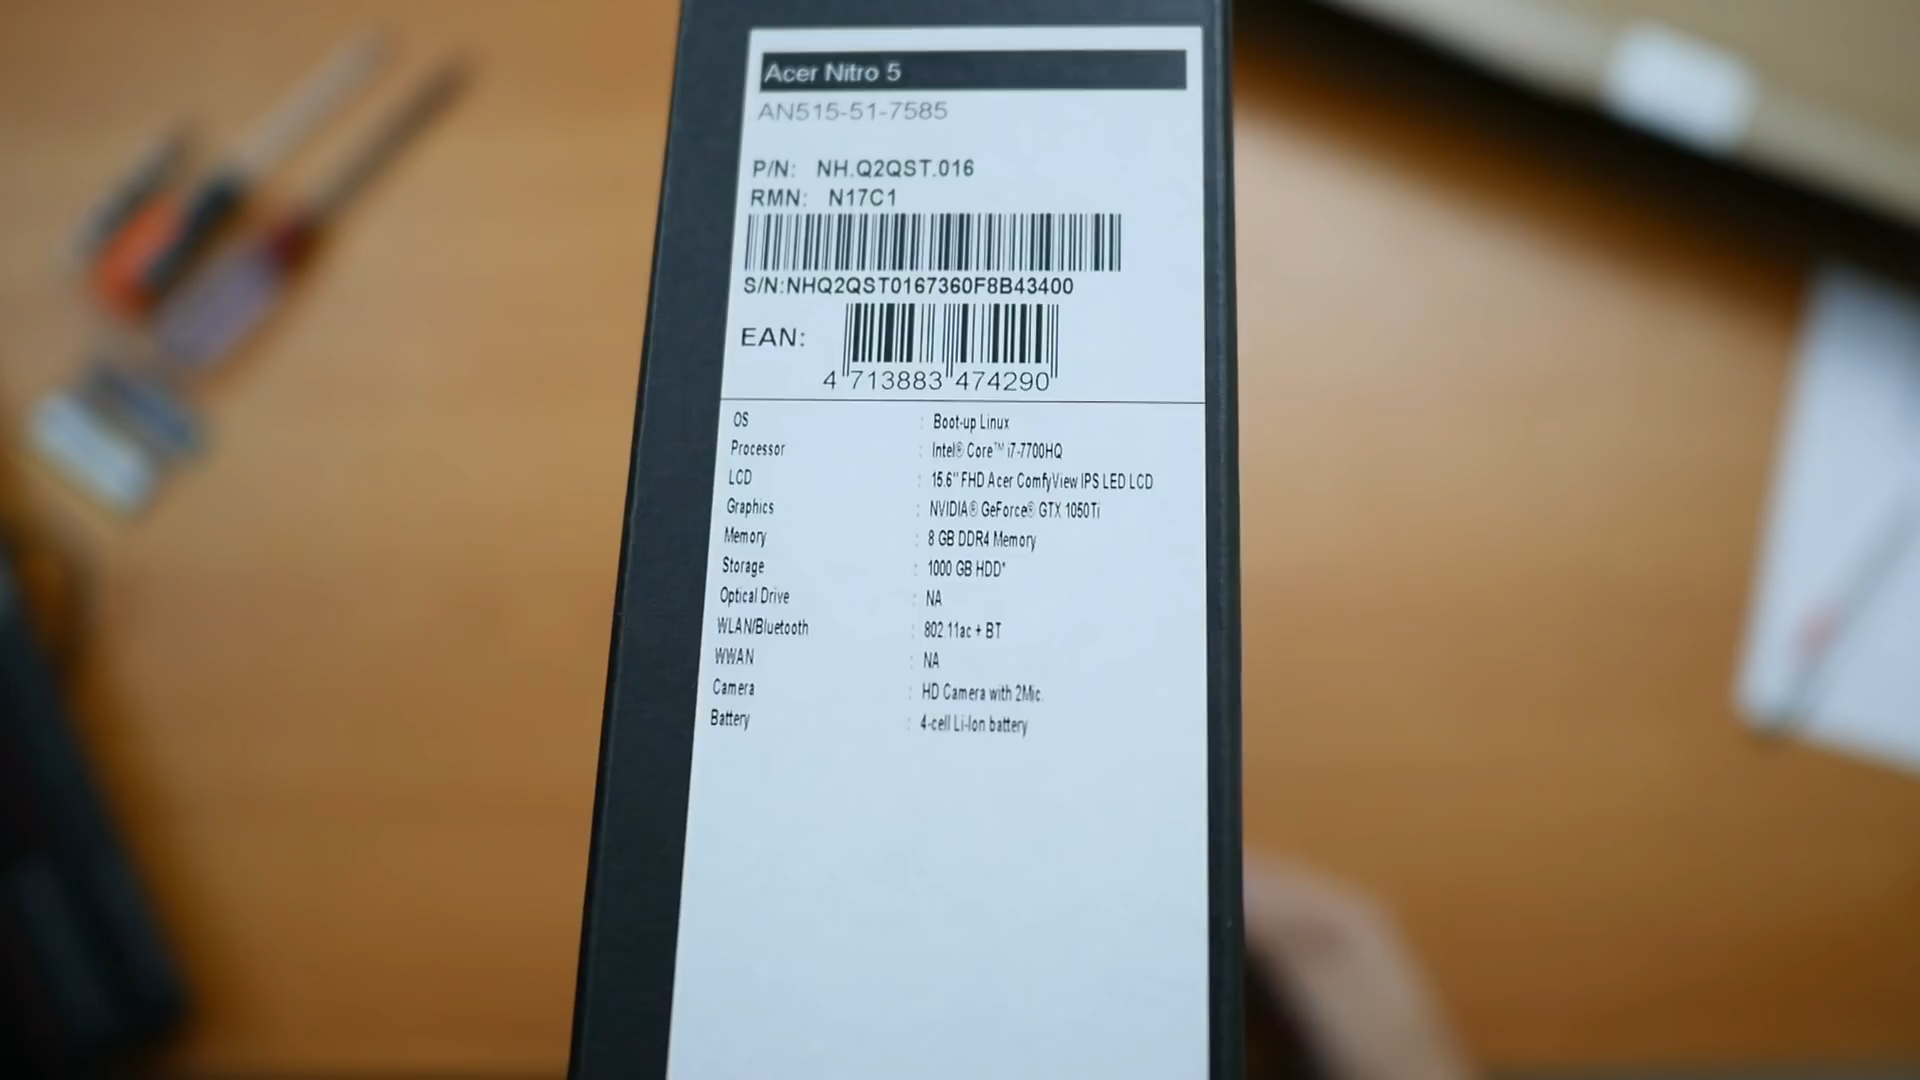 Acer Nitro 5
AN515-51-7585
P/N: NH.Q2QST.016
RMN: N17C1
S/N:NHQ2QST0167360F8B43400
EAN:
4 713883 474290
OS : Boot-up Linux
Processor : Intel® Core™ i7-7700HQ
LCD : 15.6" FHD Acer ComfyView IPS LED LCD
Graphics : NVIDIA® GeForce® GTX 1050Ti
Memory : 8 GB DDR4 Memory
Storage : 1000 GB HDD*
Optical Drive : NA
WLAN/Bluetooth : 802 11ac + BT
WWAN : NA
Camera : HD Camera with 2Mic.
Battery : 4-cell Li-Ion battery